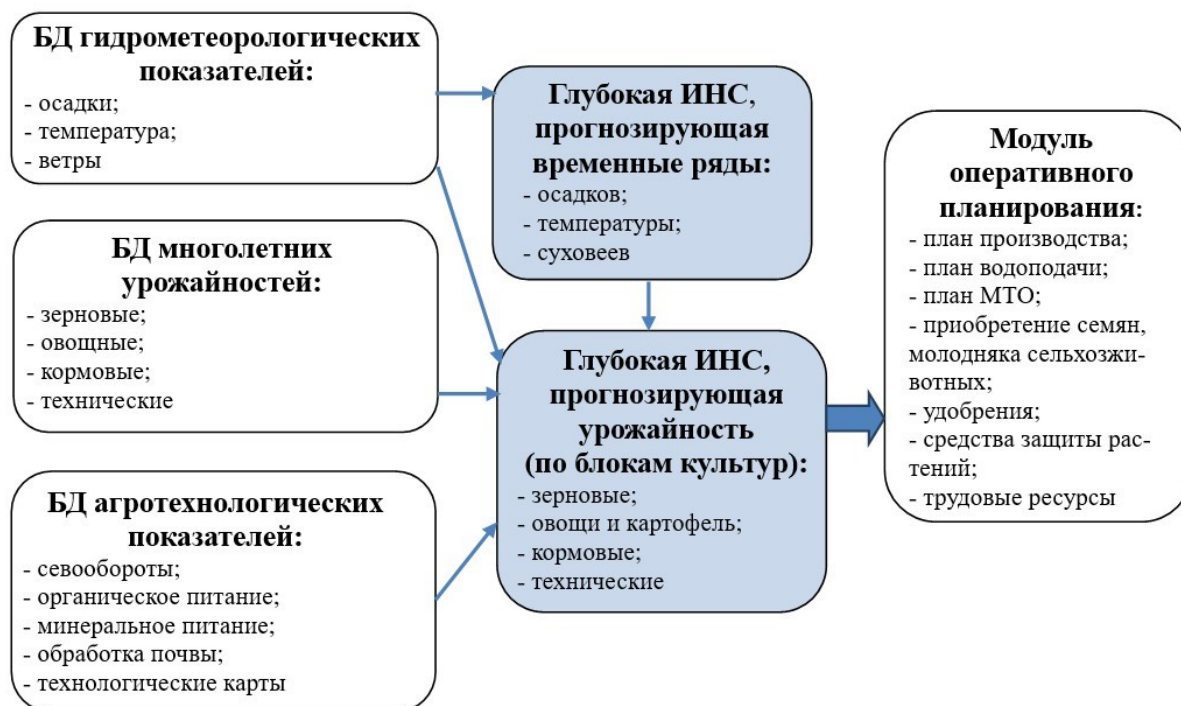 БД гидрометеорологических
показателей:
- осадки;
- температура;
- ветры
БД многолетних
урожайностей:
- зерновые;
- овощные;
- кормовые;
- технические
БД агротехнологических
показателей:
- севообороты;
- органическое питание;
- минеральное питание;
- обработка почвы;
- технологические карты
Глубокая ИНС,
прогнозирующая
временные ряды:
- осадков;
- температуры;
- суховеев
Глубокая ИНС,
прогнозирующая
урожайность
(по блокам культур):
- зерновые;
- овощи и картофель;
- кормовые;
- технические
Модуль
оперативного
планирования:
- план производства;
- план водоподачи;
- план МТО;
- приобретение семян,
молодняка сельхозжи-
вотных;
- удобрения;
- средства защиты рас-
тений;
- трудовые ресурсы